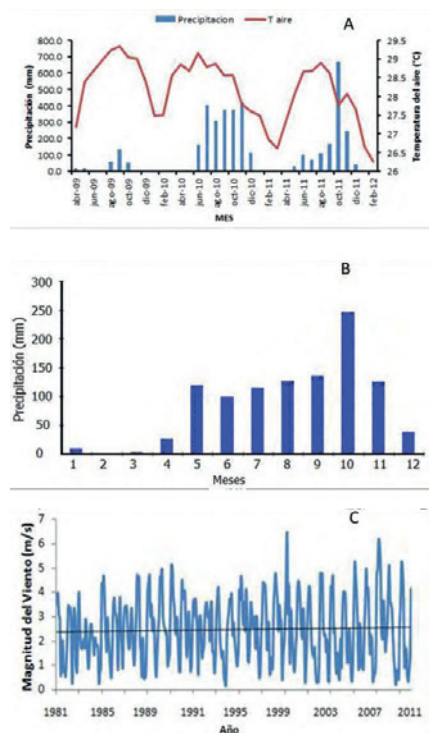 Precipitacion T aire A
800.0 29.5
700.0 29
600.0 28.5
500.0 28
400.0 27.5
300.0 27
200.0 26.5
100.0 26
0.0
Precipitación (mm)
Temperatura del aire (°C)
abr-09 jun-09 ago-09 oct-09 dic-09 feb-10 abr-10 jun-10 ago-10 oct-10 dic-10 feb-11 abr-11 jun-11 ago-11 oct-11 dic-11 feb-12
MES
B
300
250
200
150
100
50
0
Precipitación (mm)
1 2 3 4 5 6 7 8 9 10 11 12
Meses
C
7
6
5
4
3
2
1
0
Magnitud del Viento (m/s)
1981 1985 1989 1991 1995 1999 2003 2007 2011
Año